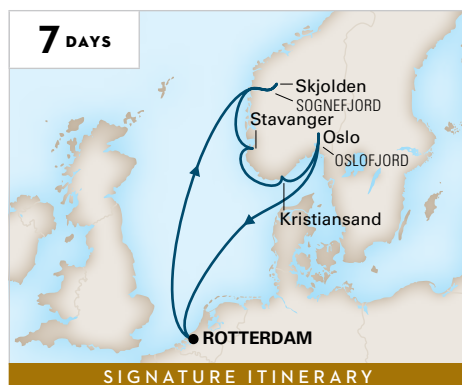 7 DAYS
Skjolden
SOGNEFJORD
Stavanger
Oslo
OSLOFJORD
Kristiansand
ROTTERDAM
SIGNATURE ITINERARY